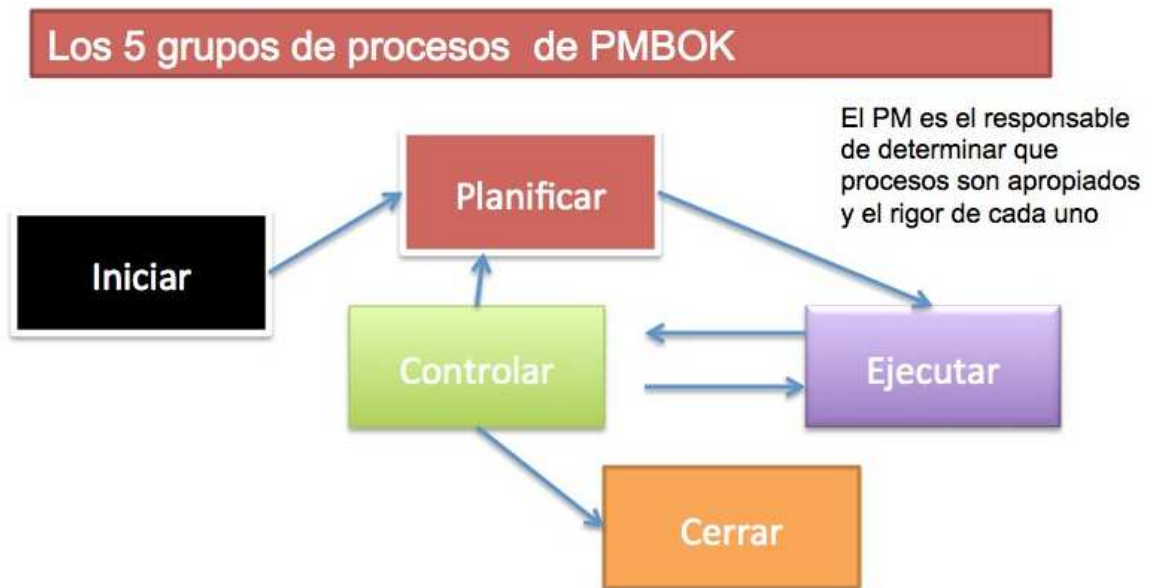 Los 5 grupos de procesos de PMBOK
El PM es el responsable
de determinar que
procesos son apropiados
y el rigor de cada uno
Planificar
Iniciar
Controlar
Ejecutar
Cerrar